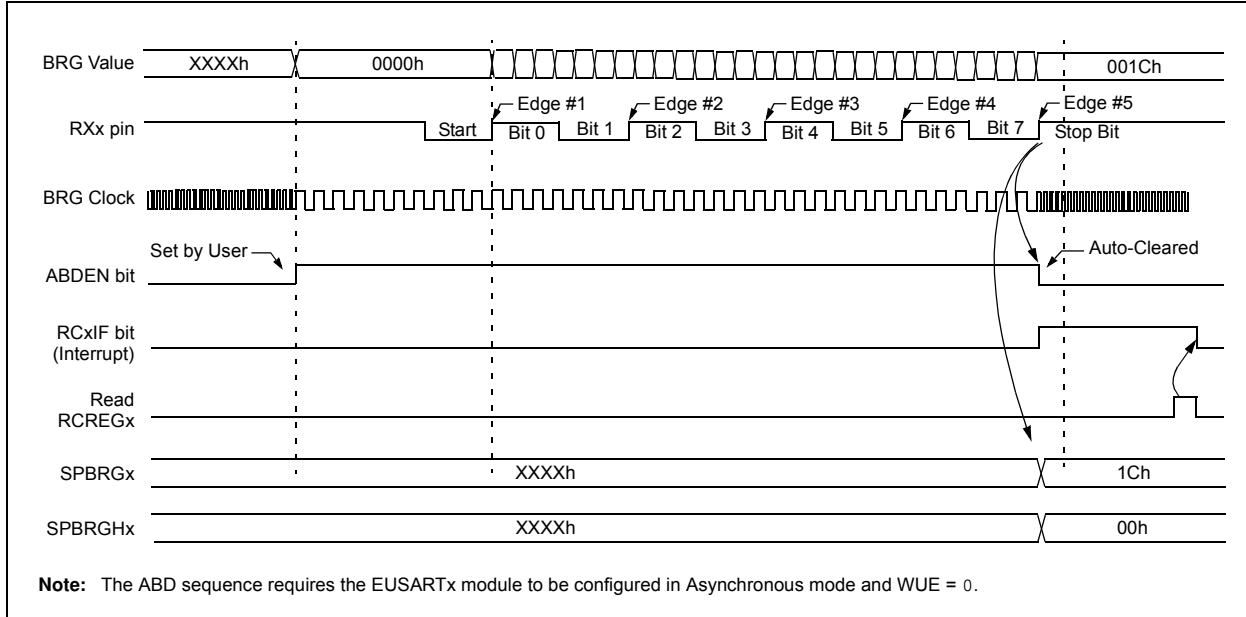 BRG Value XXXXh 0000h 001Ch
Edge #1 Edge #2 Edge #3 Edge #4 Edge #5
RXx pin Start Bit 0 Bit 1 Bit 2 Bit 3 Bit 4 Bit 5 Bit 6 Bit 7 Stop Bit
BRG Clock
Set by User Auto-Cleared
ABDEN bit
RCxIF bit
(Interrupt)
Read
RCREGx
SPBRGx XXXXh 1Ch
SPBRGHx XXXXh 00h
Note: The ABD sequence requires the EUSARTx module to be configured in Asynchronous mode and WUE = 0.